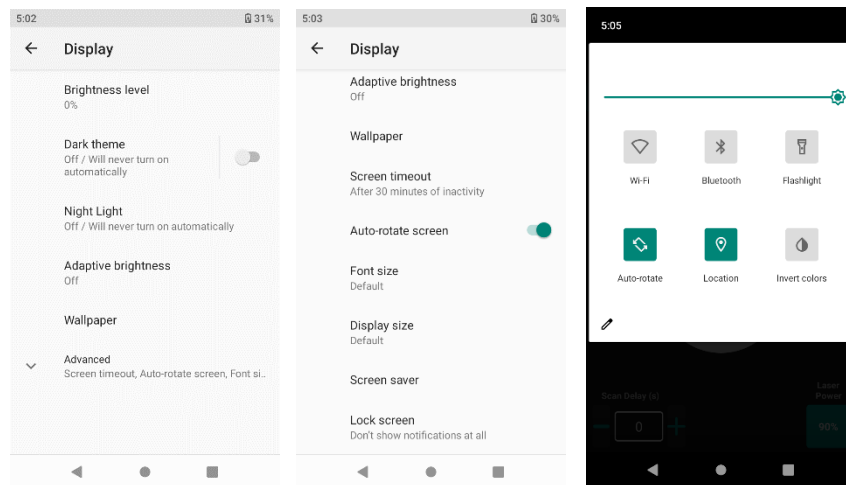 5:02
31%
Display
Brightness level
0%
Dark theme
Off / Will never turn on
automatically
Night Light
Off / Will never turn on automatically
Adaptive brightness
Off
Wallpaper
Advanced
Screen timeout, Auto-rotate screen, Font si..
5:03
30%
Display
Adaptive brightness
Off
Wallpaper
Screen timeout
After 30 minutes of inactivity
Auto-rotate screen
Font size
Default
Display size
Default
Screen saver
Lock screen
Don't show notifications at all
5:05
Wi-Fi
Bluetooth
Flashlight
Auto-rotate
Location
Invert colors
Scan Delay (s)
0
Laser
Power
90%